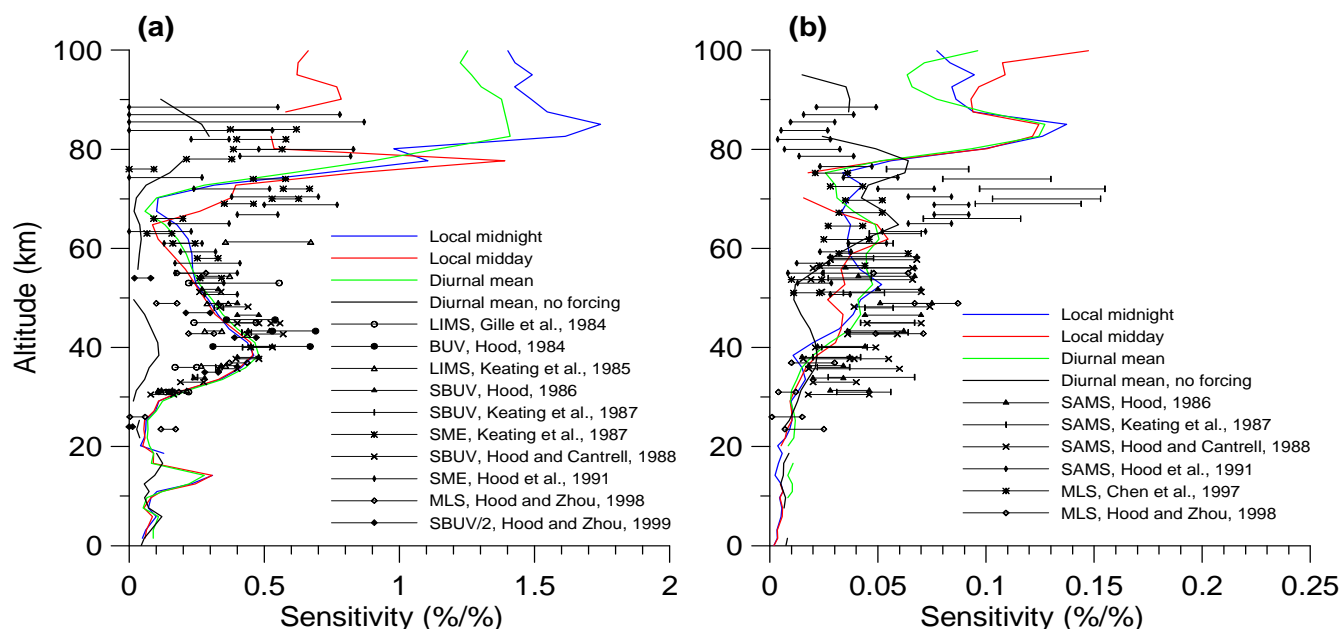 (a)
100
80
60
40
20
0
Altitude (km)
0
0.5
1
1.5
2
Sensitivity (%/%)
Local midnight
Local midday
Diurnal mean
Diurnal mean, no forcing
LIMS, Gille et al., 1984
BUV, Hood, 1984
LIMS, Keating et al., 1985
SBUV, Hood, 1986
SBUV, Keating et al., 1987
SME, Keating et al., 1987
SBUV, Hood and Cantrell, 1988
SME, Hood et al., 1991
MLS, Hood and Zhou, 1998
SBUV/2, Hood and Zhou, 1999
(b)
100
80
60
40
20
0
0
0.05
0.1
0.15
0.2
0.25
Sensitivity (%/%)
Local midnight
Local midday
Diurnal mean
Diurnal mean, no forcing
SAMS, Hood, 1986
SAMS, Keating et al., 1987
SAMS, Hood and Cantrell, 1988
SAMS, Hood et al., 1991
MLS, Chen et al., 1997
MLS, Hood and Zhou, 1998